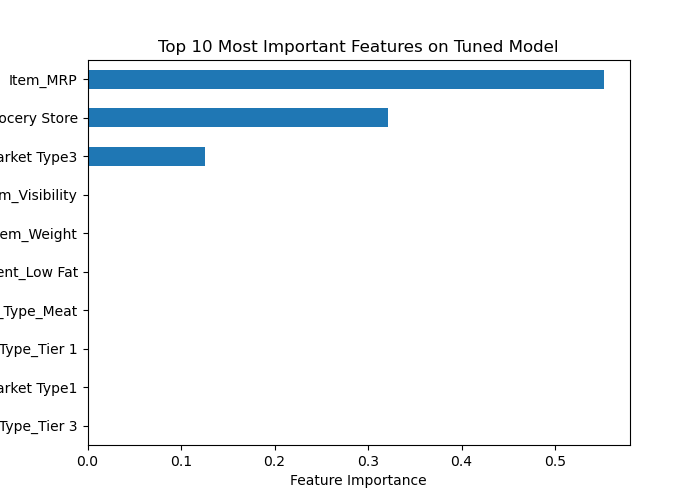 Top 10 Most Important Features on Tuned Model
Item_MRP
ocery Store
arket Type3
m_Visibility
em_Weight
ent_Low Fat
_Type_Meat
Type_Tier 1
arket Type1
Type_Tier 3
0.0 0.1 0.2 0.3 0.4 0.5
Feature Importance